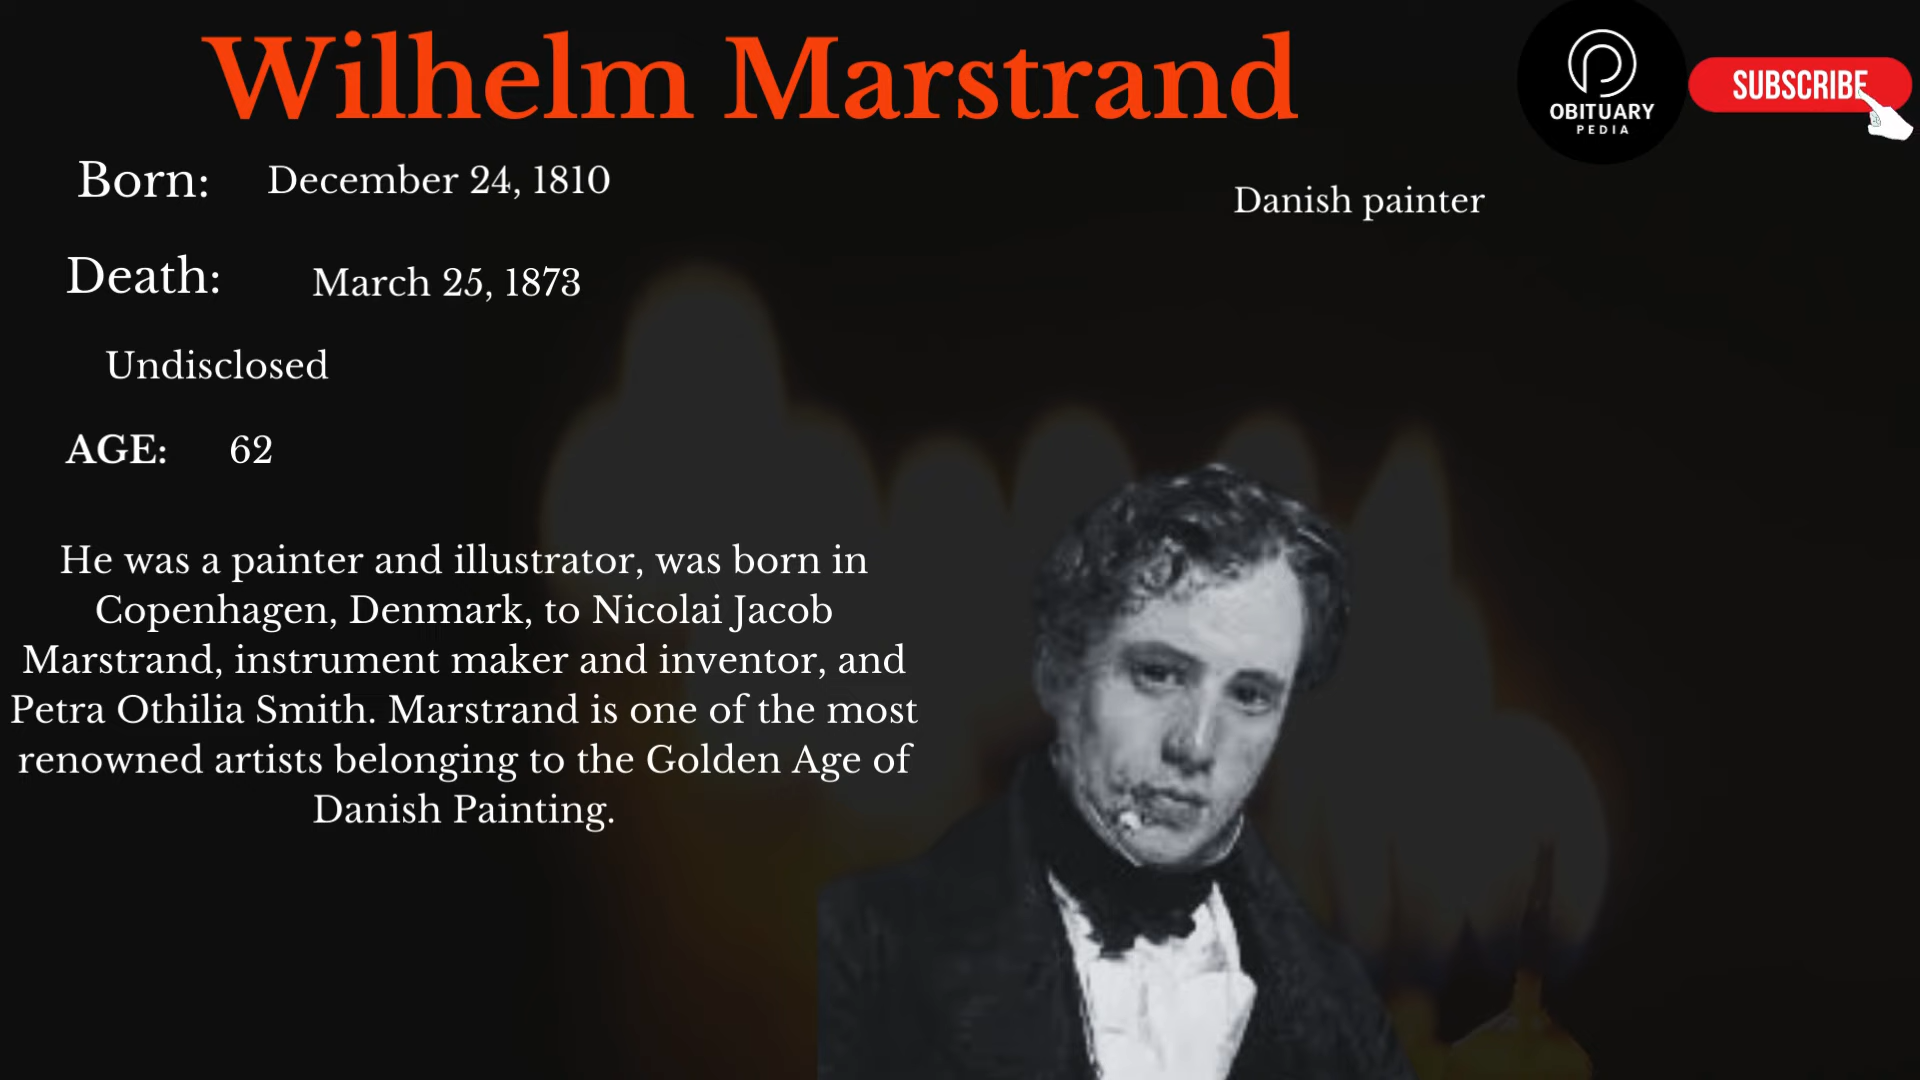 Wilhelm Marstrand
OBITUARY
PEDIA
SUBSCRIBE
Born: December 24, 1810
Danish painter
Death: March 25, 1873
Undisclosed
AGE: 62
He was a painter and illustrator, was born in
Copenhagen, Denmark, to Nicolai Jacob
Marstrand, instrument maker and inventor, and
Petra Othilia Smith. Marstrand is one of the most
renowned artists belonging to the Golden Age of
Danish Painting.